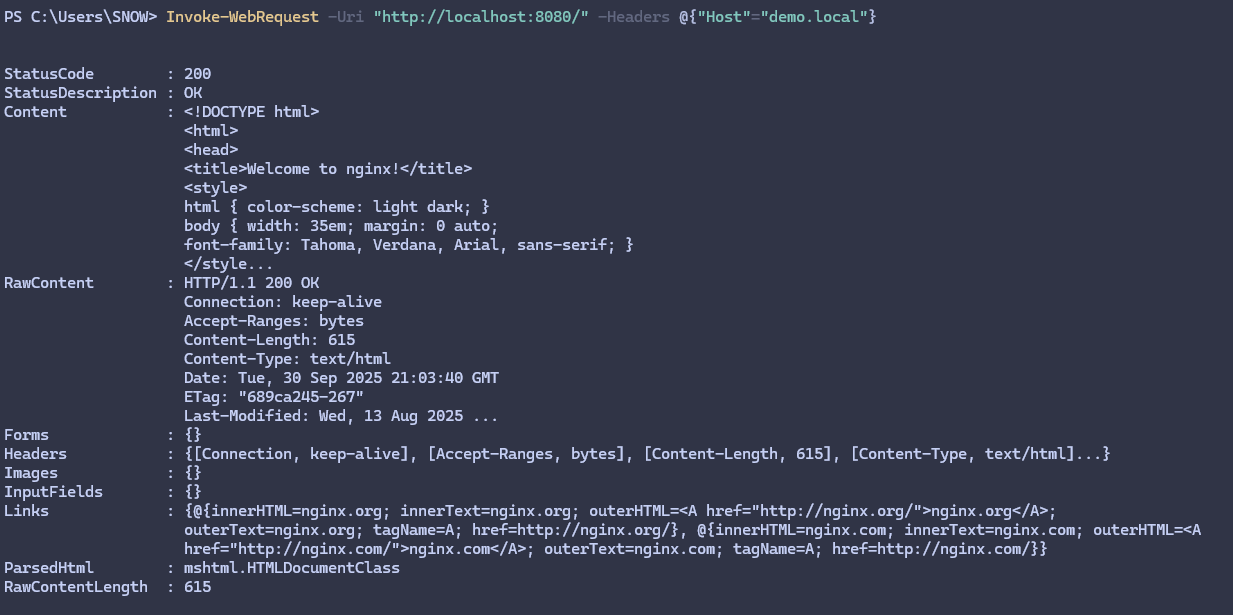 PS C:\Users\SNOW> Invoke-WebRequest -Uri "http://localhost:8080/" -Headers @{"Host"="demo.local"}
StatusCode        : 200
StatusDescription : OK
Content           : <!DOCTYPE html>
                    <html>
                    <head>
                    <title>Welcome to nginx!</title>
                    <style>
                    html { color-scheme: light dark; }
                    body { width: 35em; margin: 0 auto;
                    font-family: Tahoma, Verdana, Arial, sans-serif; }
                    </style...
RawContent        : HTTP/1.1 200 OK
                    Connection: keep-alive
                    Accept-Ranges: bytes
                    Content-Length: 615
                    Content-Type: text/html
                    Date: Tue, 30 Sep 2025 21:03:40 GMT
                    ETag: "689ca245-267"
                    Last-Modified: Wed, 13 Aug 2025 ...
Forms             : {}
Headers           : {[Connection, keep-alive], [Accept-Ranges, bytes], [Content-Length, 615], [Content-Type, text/html]...}
Images            : {}
InputFields       : {}
Links             : {@{innerHTML=nginx.org; innerText=nginx.org; outerHTML=<A href="http://nginx.org/">nginx.org</A>;
                    outerText=nginx.org; tagName=A; href=http://nginx.org/}, @{innerHTML=nginx.com; innerText=nginx.com; outerHTML=<A
                    href="http://nginx.com/">nginx.com</A>; outerText=nginx.com; tagName=A; href=http://nginx.com/}}
ParsedHtml        : mshtml.HTMLDocumentClass
RawContentLength  : 615